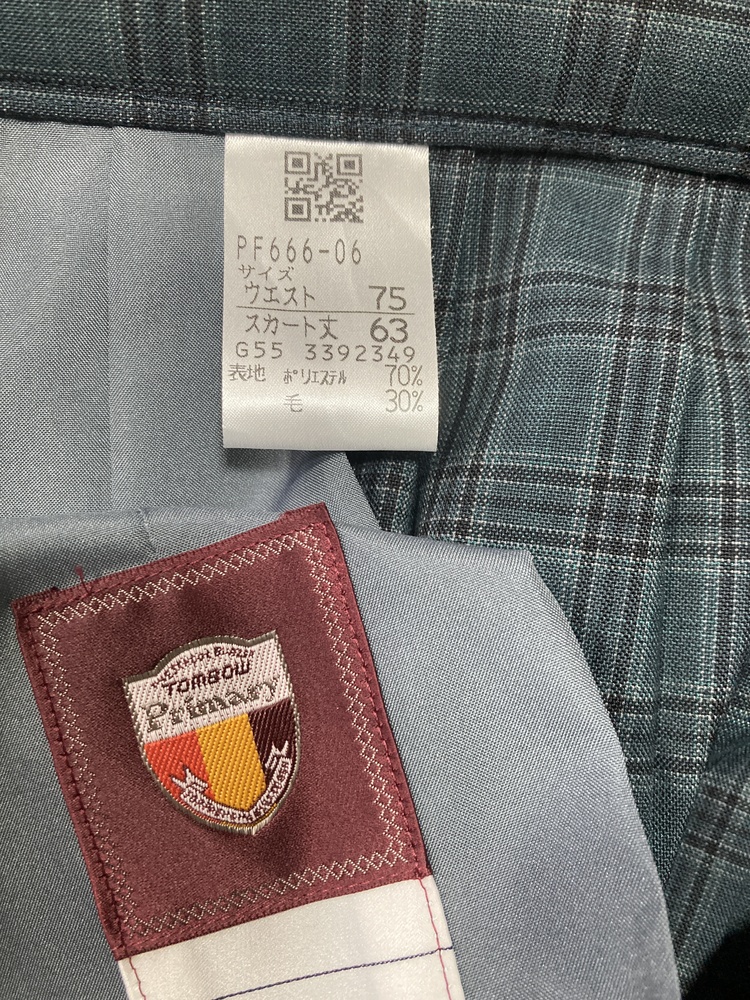 PF666-06
サイズ
ウエスト 75
スカート丈 63
G55 3392349
表地 ポリエステル 70%
毛 30%
TOMBOW
Primary